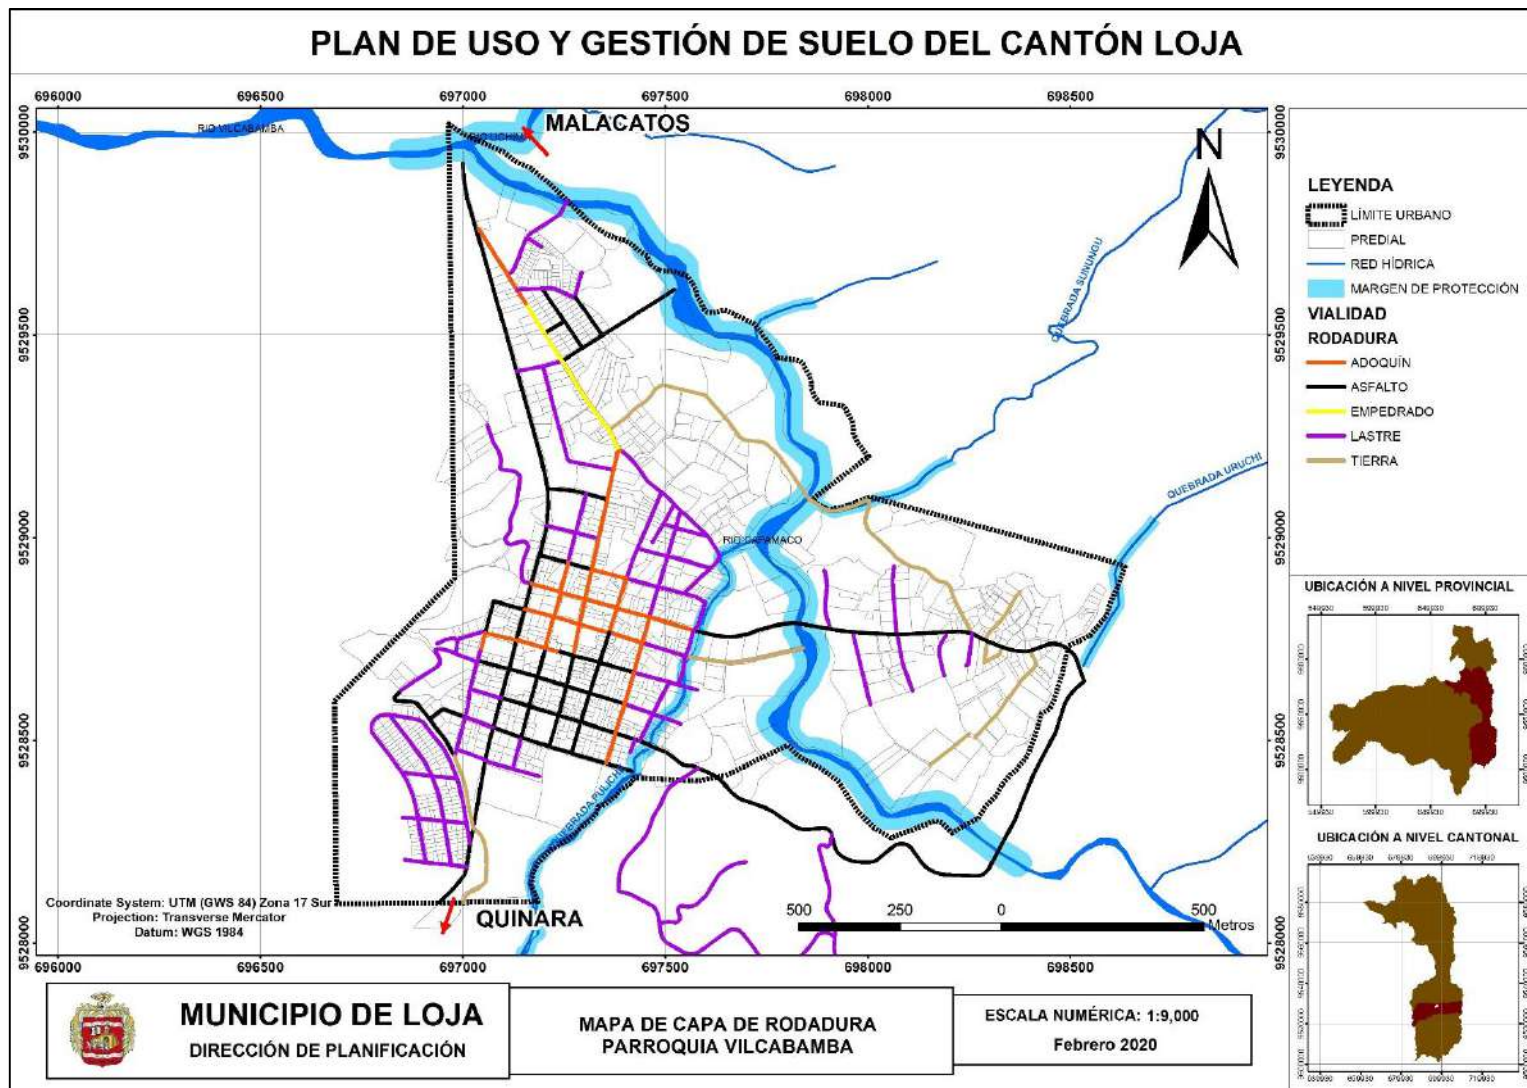 PLAN DE USO Y GESTIÓN DE SUELO DEL CANTÓN LOJA
696000 696500 697000 697500 698000 698500
9530000
9529500
9529000
9528500
9528000
9530000
9529500
9529000
9528500
9528000
RIO VILCABAMBA
MALACATOS
QUEBRADA SUNUNGU
QUEBRADA URUCHI
N
QUINARA
Coordinate System: UTM (GWS 84) Zona 17 Sur
Projection: Transverse Mercator
Datum: WGS 1984
500 250 0 500
Metros
696000 696500 697000 697500 698000 698500
LEYENDA
LÍMITE URBANO
PREDIAL
RED HÍDRICA
MARGEN DE PROTECCIÓN
VIALIDAD
RODADURA
ADOQUÍN
ASFALTO
EMPEDRADO
LASTRE
TIERRA
UBICACIÓN A NIVEL PROVINCIAL
UBICACIÓN A NIVEL CANTONAL
MUNICIPIO DE LOJA
DIRECCIÓN DE PLANIFICACIÓN
MAPA DE CAPA DE RODADURA
PARROQUIA VILCABAMBA
ESCALA NUMÉRICA: 1:9,000
Febrero 2020